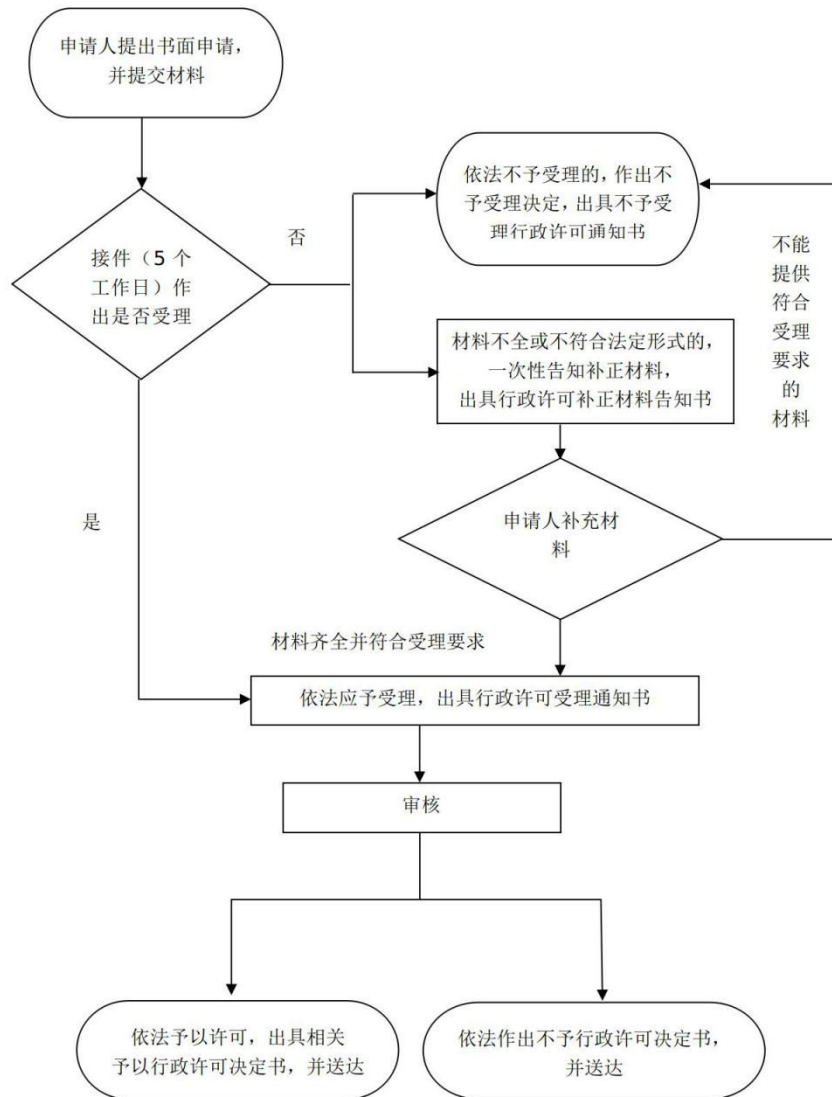 申请人提出书面申请，
并提交材料
依法不予受理的，作出不
予受理决定，出具不予受
理行政许可通知书
否
接件（5 个
工作日）作
出是否受理
不能
提供
符合
受理
要求
的
材料
材料不全或不符合法定形式的，
一次性告知补正材料，
出具行政许可补正材料告知书
是
申请人补充材
料
材料齐全并符合受理要求
依法应予受理，出具行政许可受理通知书
审核
依法予以许可，出具相关
予以行政许可决定书，并送达
依法作出不予行政许可决定书，
并送达